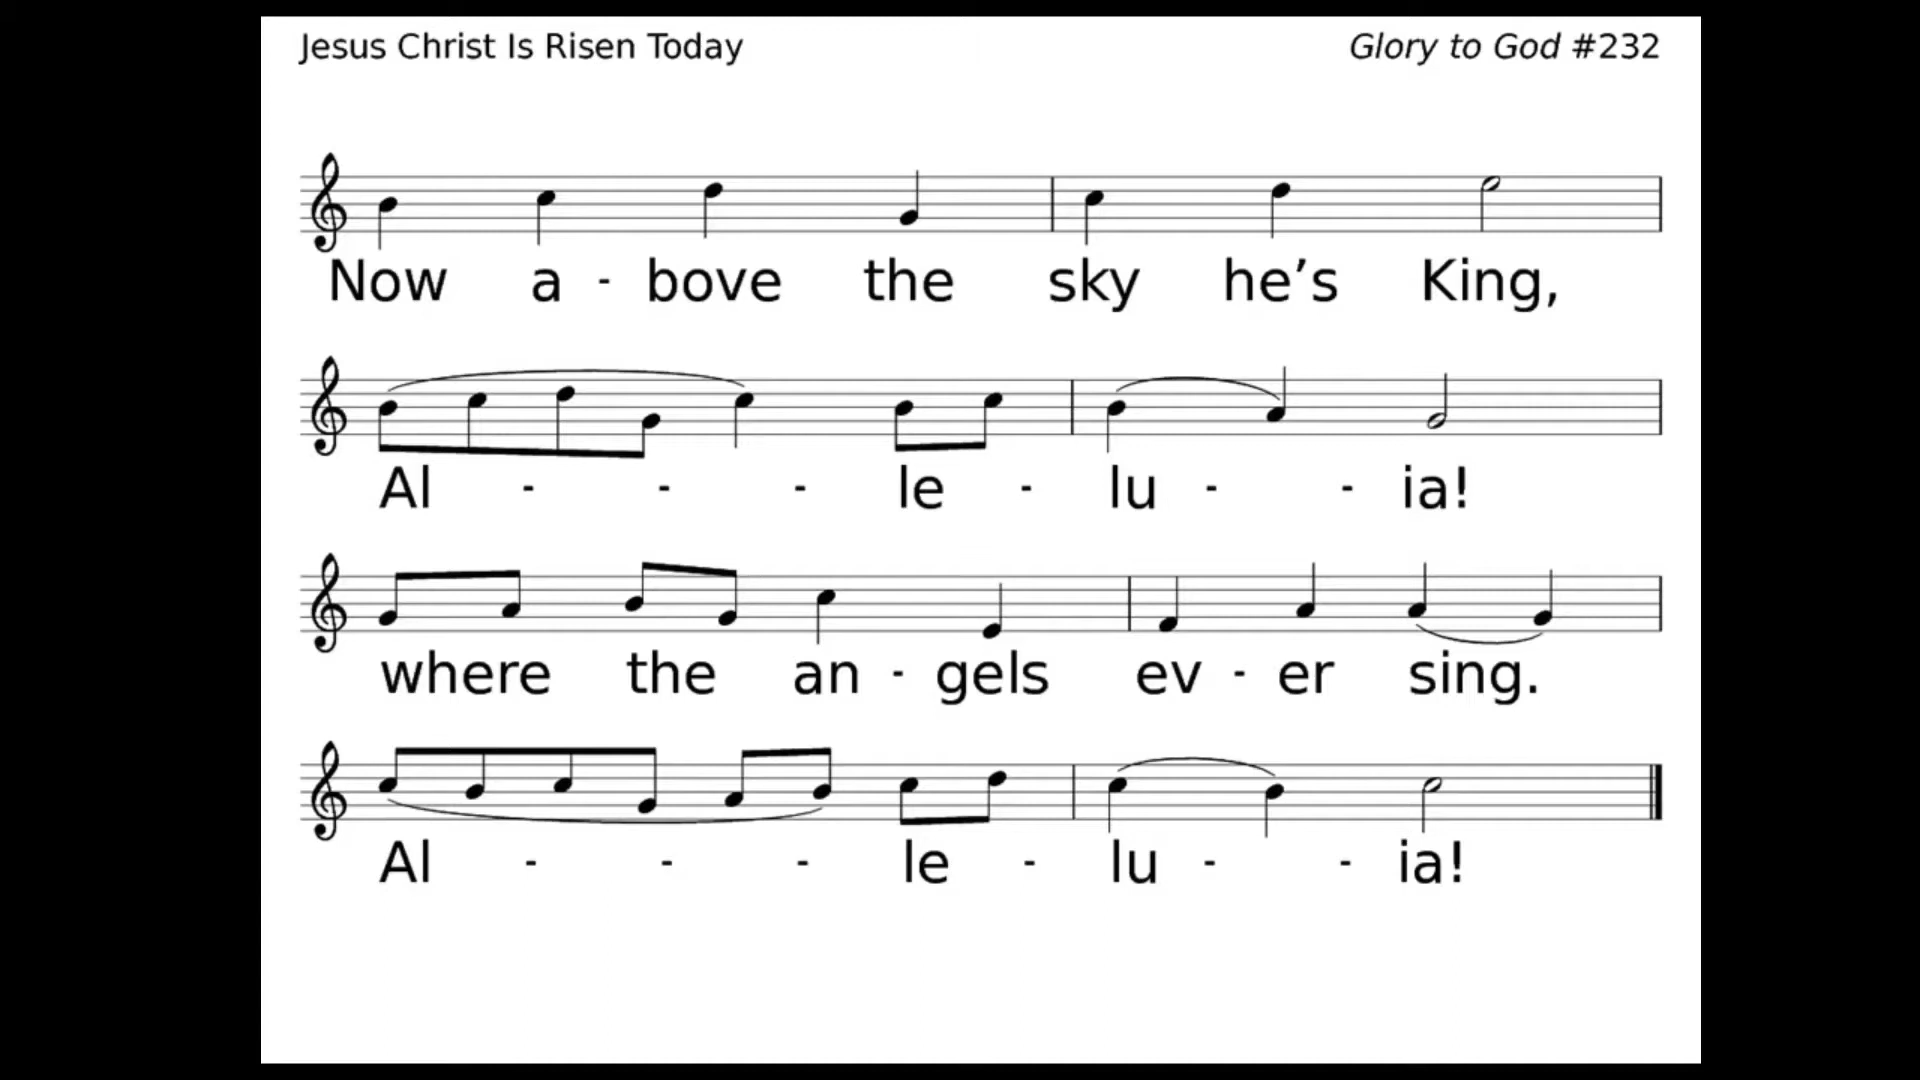 Jesus Christ Is Risen Today Glory to God #232
Now a - bove the sky he’s King,
Al - - - le - lu - - ia!
where the an - gels ev - er sing.
Al - - - le - lu - - ia!